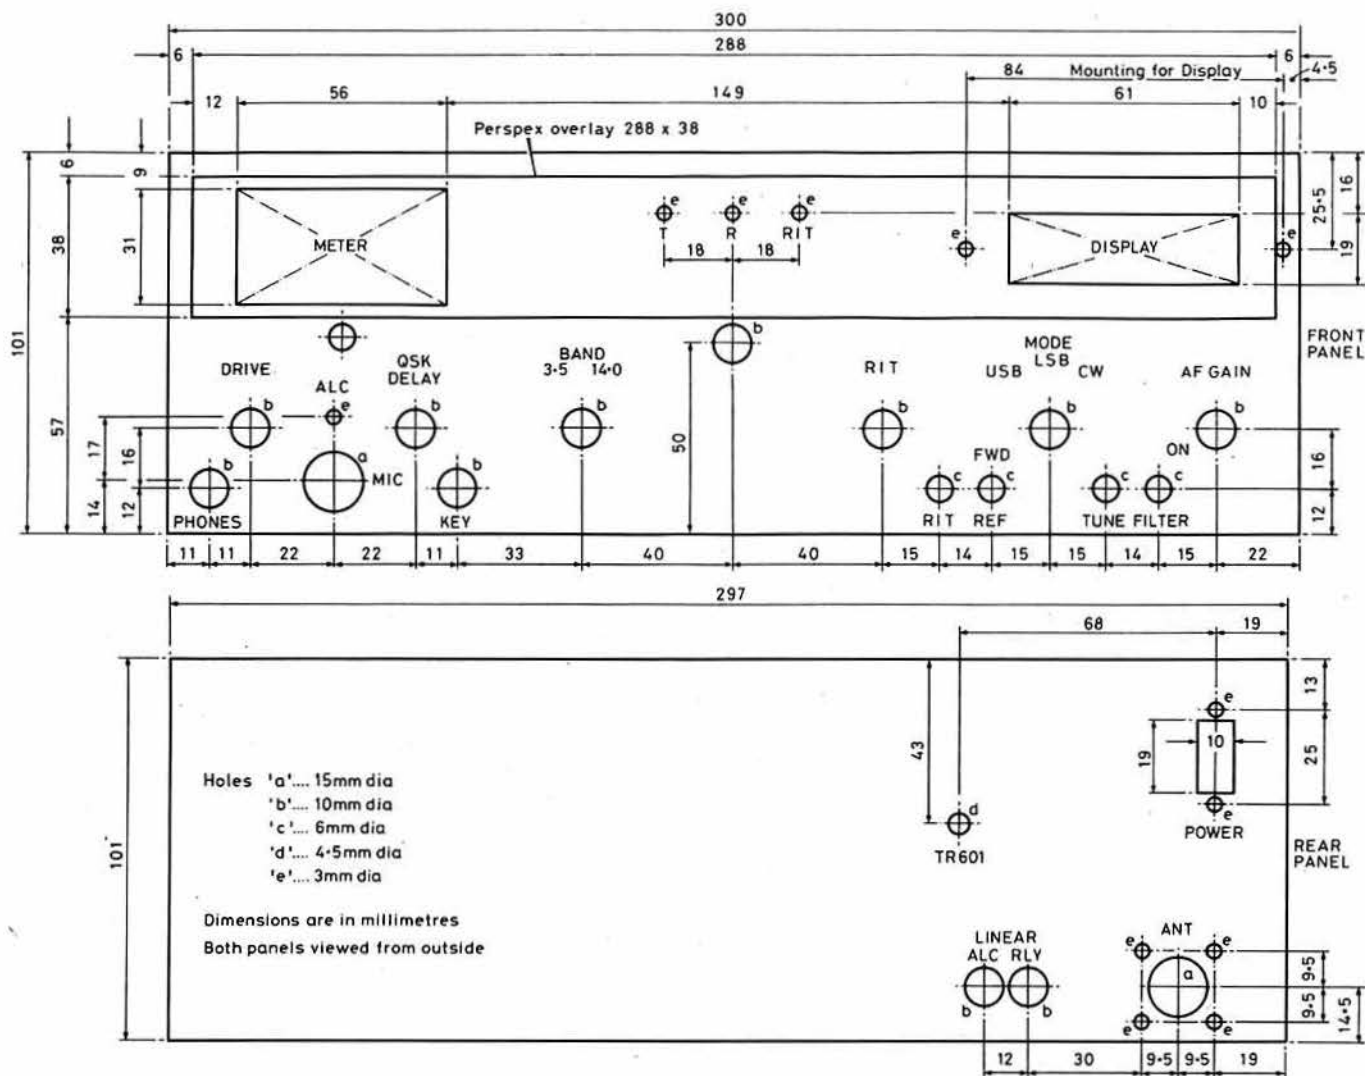 300
6 288 6
84 Mounting for Display 4·5
12 56 149 61 10
Perspex overlay 288 x 38
6 9
e e e
T R RIT
16
25·5
101 38 31 METER
18 18
e DISPLAY e
19
b
FRONT
PANEL
DRIVE
ALC
QSK
DELAY
BAND
3·5 14·0
RIT
MODE
USB LSB CW
AF GAIN
57 17 16
b e b b 50 b b b
a MIC
FWD ON
16
b b c c c c
14 12
PHONES KEY RIT REF TUNE FILTER
12
11 11 22 22 11 33 40 40 15 14 15 15 14 15 22
297
68 19
13
e
43 19 10 25
Holes 'a'.... 15mm dia
'b'.... 10mm dia
'c'.... 6mm dia
'd'.... 4·5mm dia
'e'.... 3mm dia
d
TR601
e
POWER
101
REAR
PANEL
Dimensions are in millimetres
Both panels viewed from outside
LINEAR
ALC RLY
ANT
e e
a
9·5
b b
e e
9·5
14·5
12 30 9·5 9·5 19